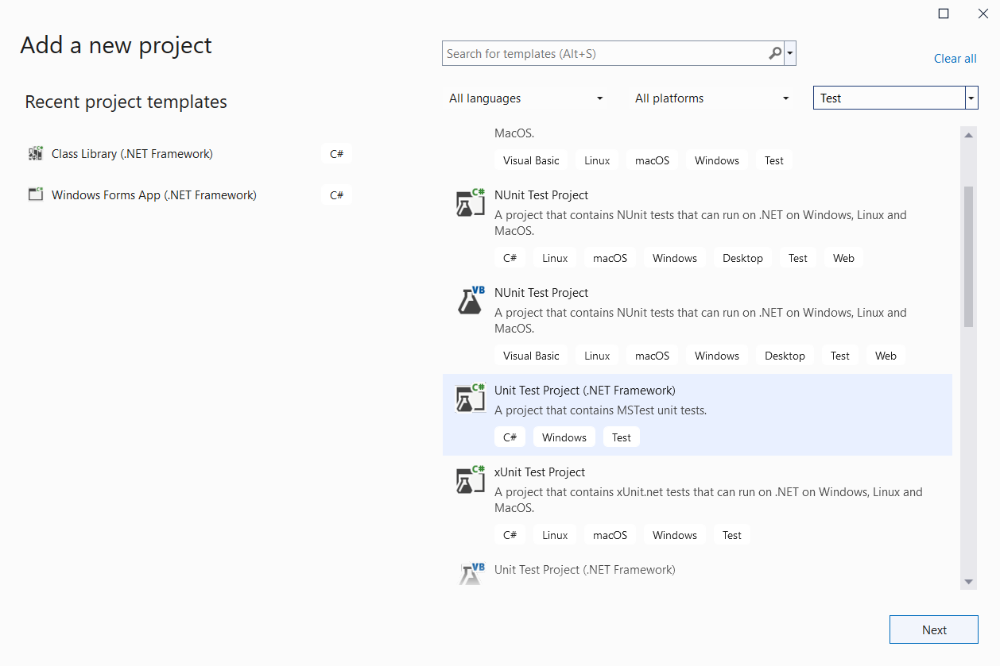 Add a new project
Search for templates (Alt+S)
Clear all
Recent project templates
All languages
All platforms
Test
Class Library (.NET Framework)
C#
Windows Forms App (.NET Framework)
C#
MacOS.
Visual Basic Linux macOS Windows Test
C#
NUnit Test Project
A project that contains NUnit tests that can run on .NET on Windows, Linux and
MacOS.
C# Linux macOS Windows Desktop Test Web
VB
NUnit Test Project
A project that contains NUnit tests that can run on .NET on Windows, Linux and
MacOS.
Visual Basic Linux macOS Windows Desktop Test Web
C#
Unit Test Project (.NET Framework)
A project that contains MSTest unit tests.
C# Windows Test
C#
xUnit Test Project
A project that contains xUnit.net tests that can run on .NET on Windows, Linux and
MacOS.
C# Linux macOS Windows Test
VB
Unit Test Project (.NET Framework)
Next